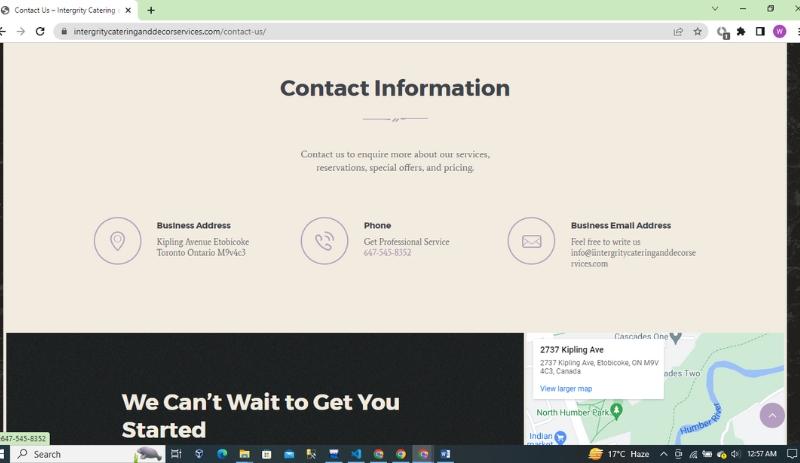 Contact Us – Intergrity Catering
intergritycateringanddecorservices.com/contact-us/
1
W
Contact Information
Contact us to enquire more about our services,
reservations, special offers, and pricing.
Business Address
Kipling Avenue Etobicoke
Toronto Ontario M9v4c3
Phone
Get Professional Service
647-545-8352
Business Email Address
Feel free to write us
info@iintergritycateringanddecorse
rvices.com
We Can’t Wait to Get You
Started
Cascades One
2737 Kipling Ave
2737 Kipling Ave, Etobicoke, ON M9V
4C3, Canada
View larger map
ades Two
North Humber Park
Humber River
Indian
market
:647-545-8352
Search
17°C Haze
12:57 AM